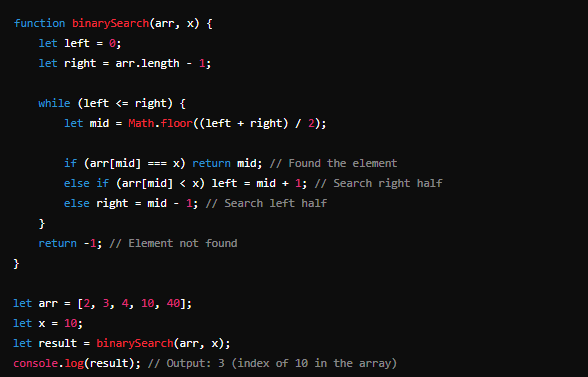 function binarySearch(arr, x) {
    let left = 0;
    let right = arr.length - 1;

    while (left <= right) {
        let mid = Math.floor((left + right) / 2);

        if (arr[mid] === x) return mid; // Found the element
        else if (arr[mid] < x) left = mid + 1; // Search right half
        else right = mid - 1; // Search left half
    }
    return -1; // Element not found
}

let arr = [2, 3, 4, 10, 40];
let x = 10;
let result = binarySearch(arr, x);
console.log(result); // Output: 3 (index of 10 in the array)